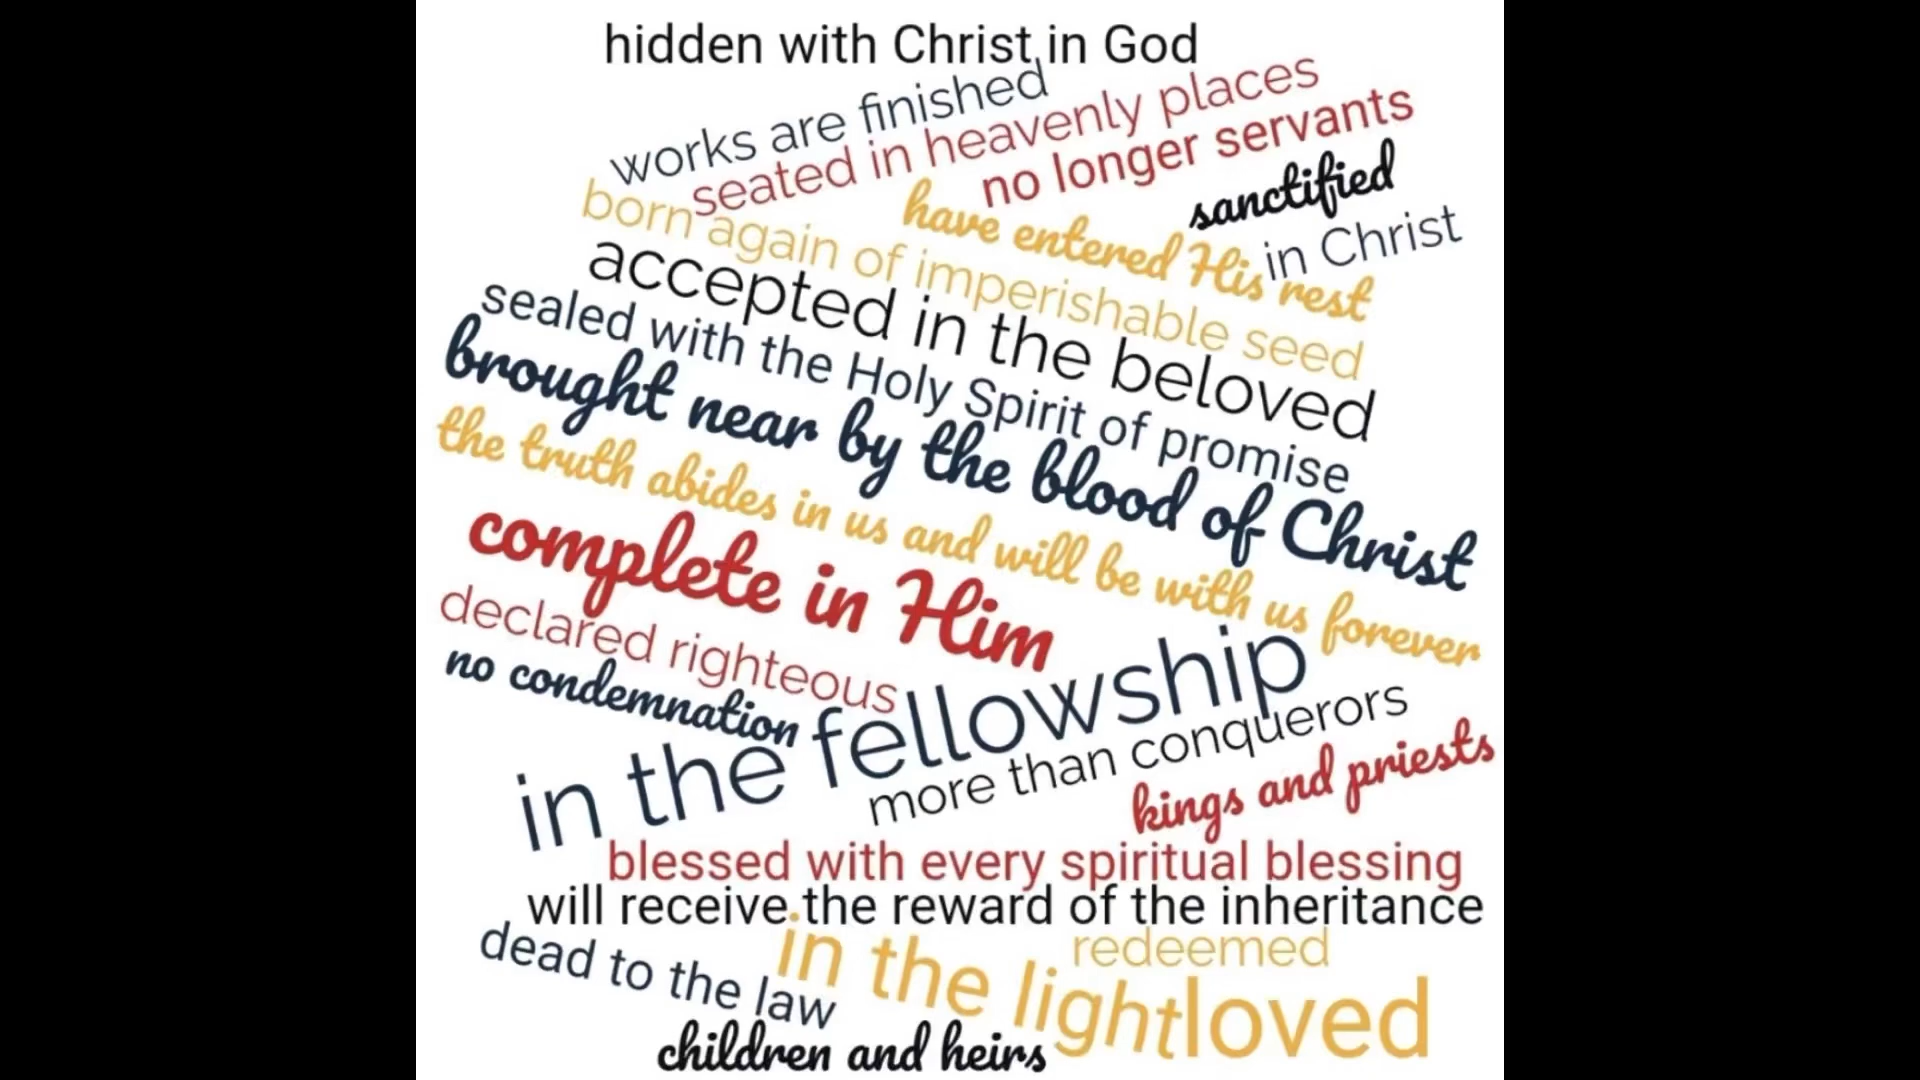 hidden with Christ in God
works are finished
seated in heavenly places
no longer servants
sanctified
born again of imperishable seed
have entered His rest
in Christ
accepted in the beloved
sealed with the Holy Spirit of promise
brought near by the blood of Christ
the truth abides in us and will be with us forever
complete in Him
declared righteous
no condemnation
in the fellowship
more than conquerors
kings and priests
blessed with every spiritual blessing
will receive the reward of the inheritance
dead to the law
in the light
redeemed
loved
children and heirs